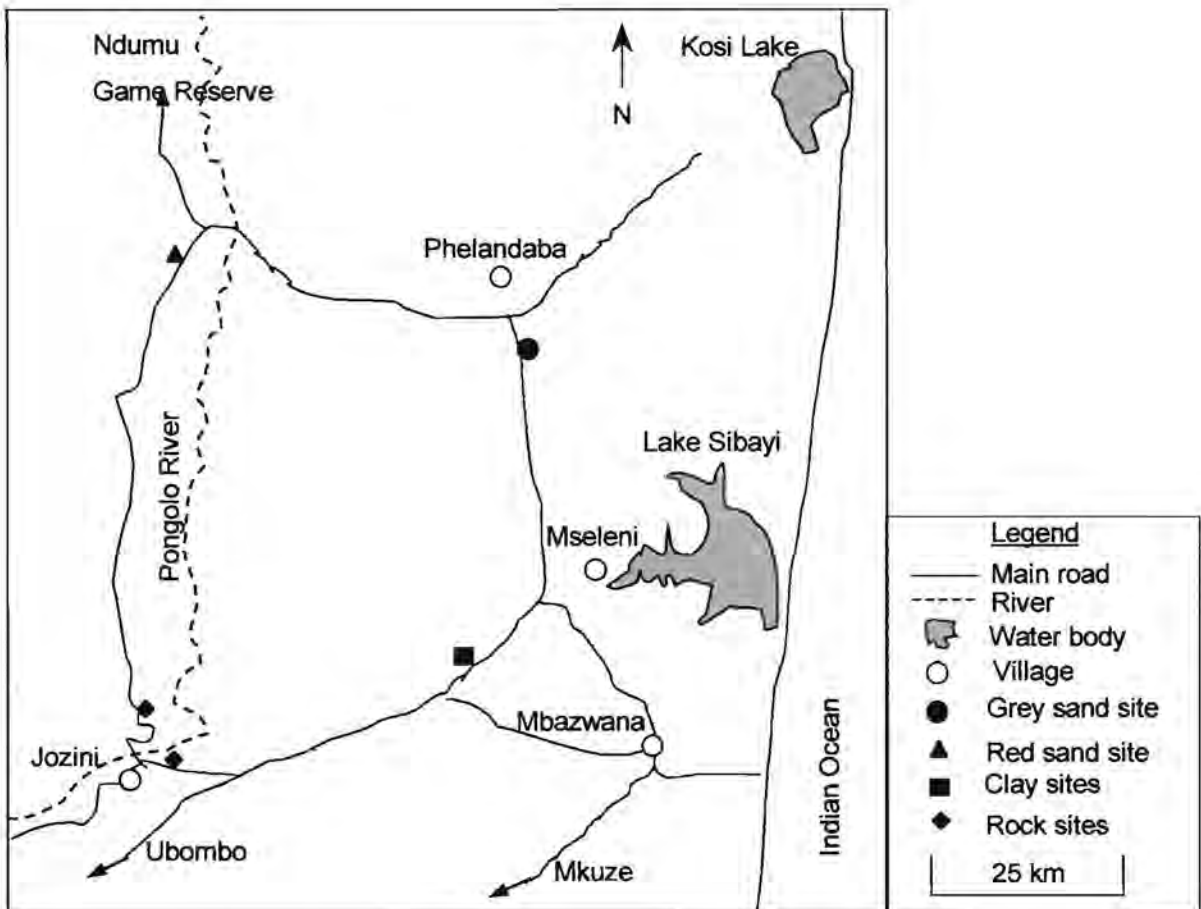 Ndumu
Game Reserve
Kosi Lake
N
Phelandaba
Lake Sibayi
Pongolo River
Mseleni
Mbazwana
Jozini
Ubombo
Mkuze
Indian Ocean
Legend
Main road
River
Water body
Village
Grey sand site
Red sand site
Clay sites
Rock sites
25 km